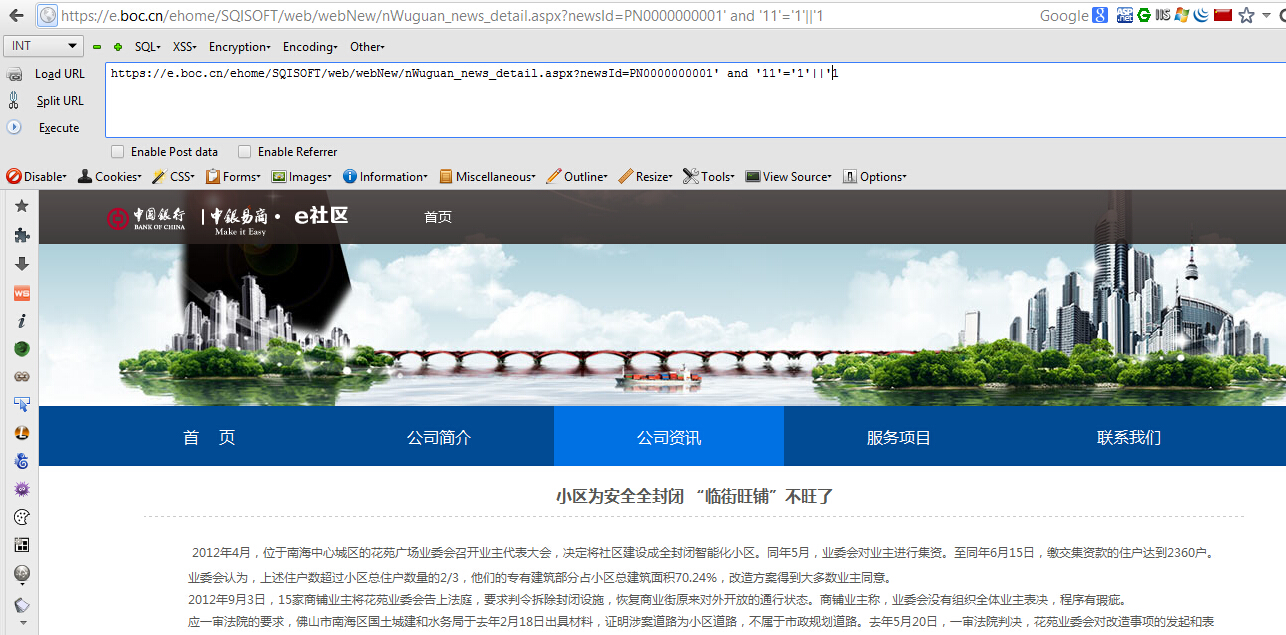 https://e.boc.cn/ehome/SQISOFT/web/webNew/nWuguan_news_detail.aspx?newsId=PN0000000001' and '11'='1'||'1
Google
INT SQL XSS Encryption Encoding Other
Load URL https://e.boc.cn/ehome/SQISOFT/web/webNew/nWuguan_news_detail.aspx?newsId=PN0000000001' and '11'='1'||'1
Split URL
Execute
Enable Post data Enable Referrer
Disable Cookies CSS Forms Images Information Miscellaneous Outline Resize Tools View Source Options
中国银行 BANK OF CHINA 中银易商 Make it Easy e社区 首页
首 页 公司简介 公司资讯 服务项目 联系我们
小区为安全全封闭 “临街旺铺”不旺了
2012年4月，位于南海中心城区的花苑广场业委会召开业主代表大会，决定将社区建设成全封闭智能化小区。同年5月，业委会对业主进行集资。至同年6月15日，缴交集资款的住户达到2360户。
业委会认为，上述住户数超过小区总住户数量的2/3，他们的专有建筑部分占小区总建筑面积70.24%，改造方案得到大多数业主同意。
2012年9月3日，15家商铺业主将花苑业委会告上法庭，要求判令拆除封闭设施，恢复商业街原来对外开放的通行状态。商铺业主称，业委会没有组织全体业主表决，程序有瑕疵。
应一审法院的要求，佛山市南海区国土城建和水务局于去年2月18日出具材料，证明涉案道路为小区道路，不属于市政规划道路。去年5月20日，一审法院判决，花苑业委会对改造事项的发起和表